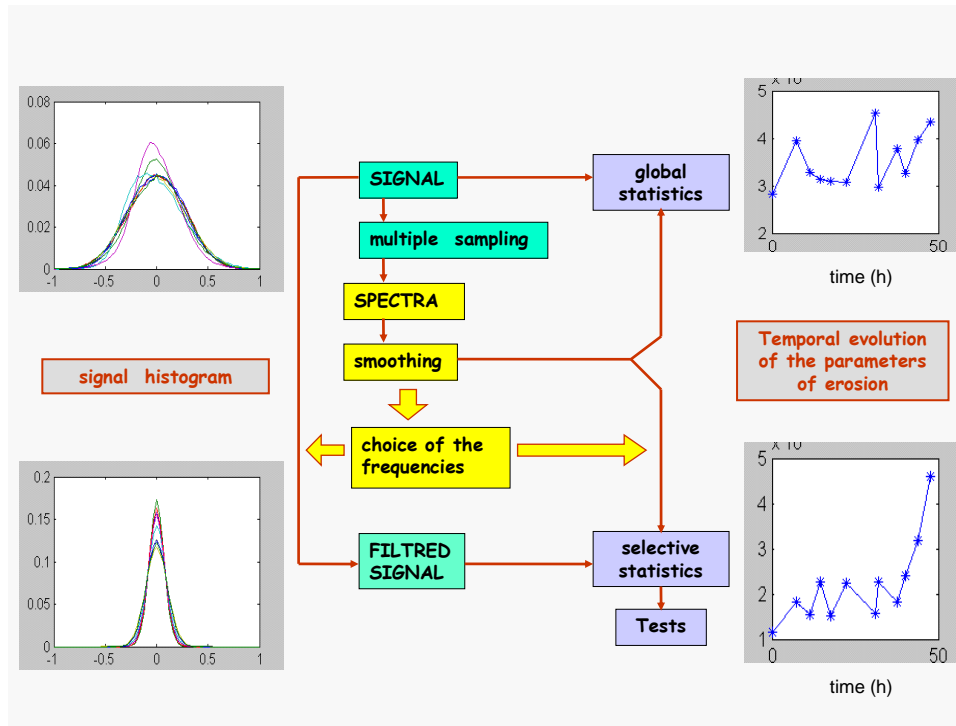 0.08
0.06
0.04
0.02
0
-1
-0.5
0
0.5
1
signal histogram
0.2
0.15
0.1
0.05
0
-1
-0.5
0
0.5
1
SIGNAL
multiple sampling
SPECTRA
smoothing
choice of the
frequencies
FILTRED
SIGNAL
global
statistics
selective
statistics
Tests
5
4
3
2
0
50
time (h)
Temporal evolution
of the parameters
of erosion
5
4
3
2
1
0
50
time (h)